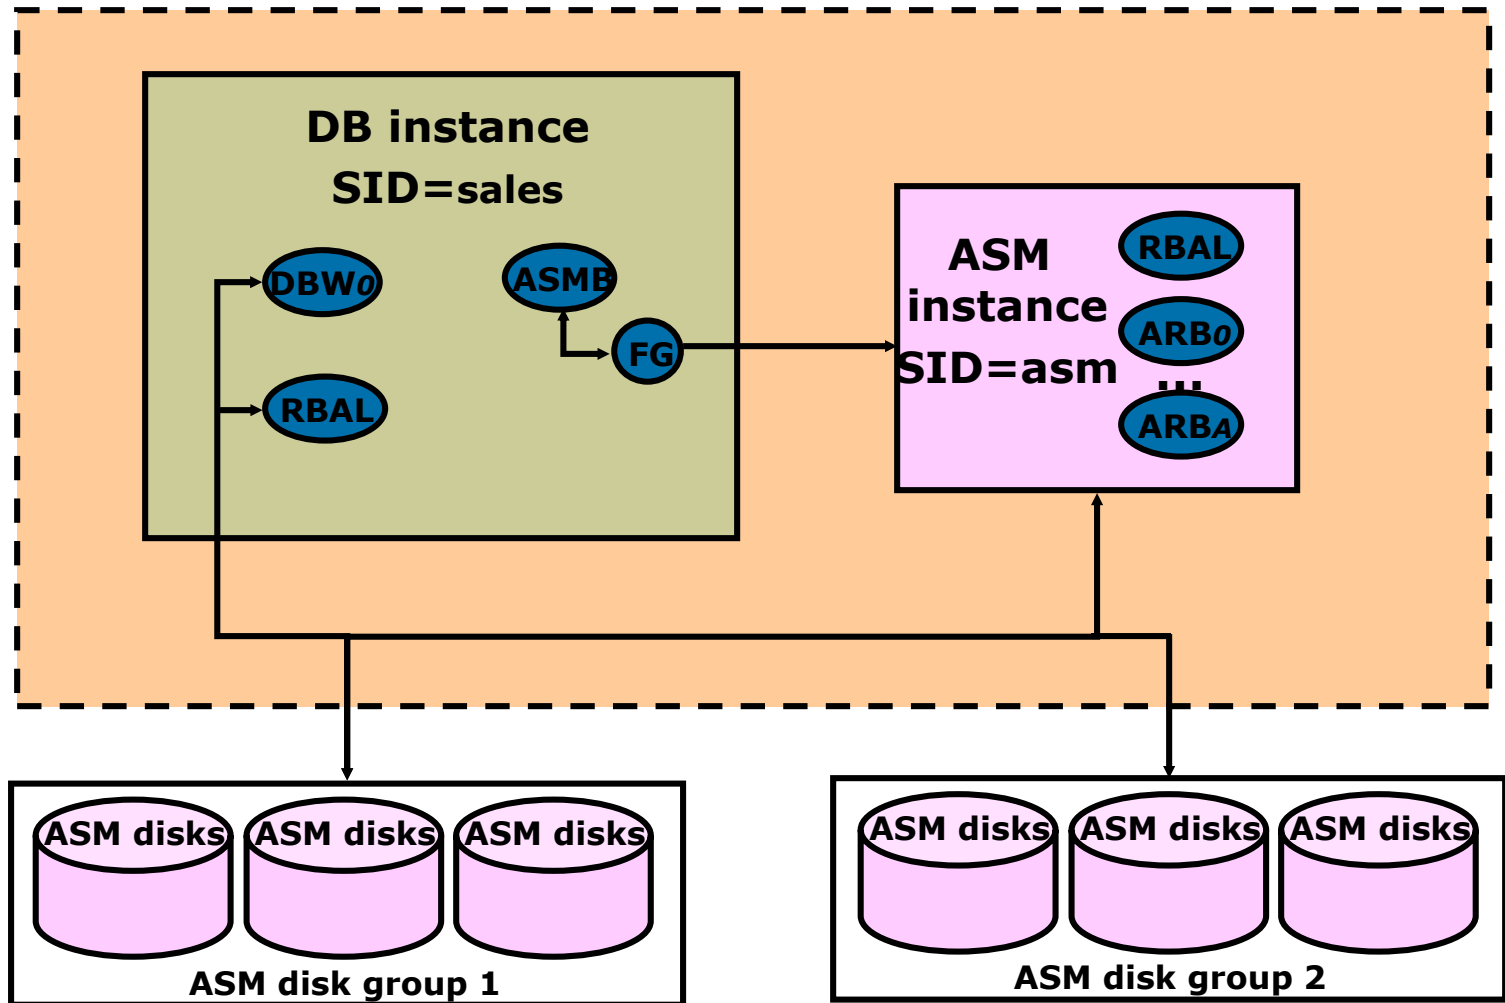 DB instance
SID=sales
DBW0
ASMB
FG
RBAL
ASM
instance
SID=asm
RBAL
ARB0
...
ARBA
ASM disks
ASM disks
ASM disks
ASM disk group 1
ASM disks
ASM disks
ASM disks
ASM disk group 2